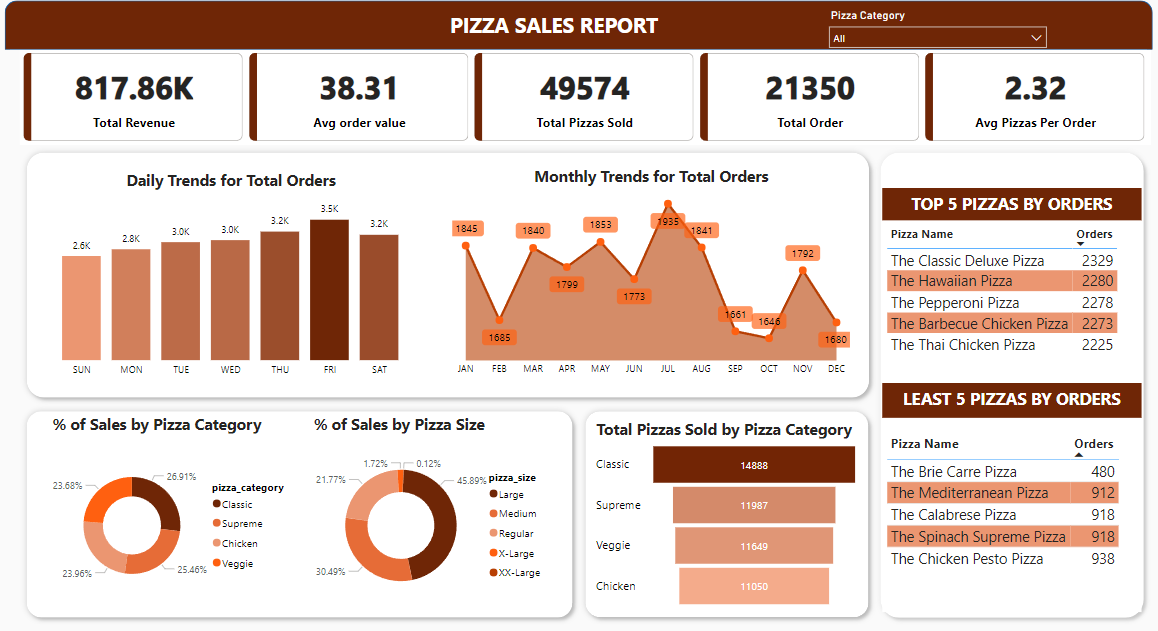 PIZZA SALES REPORT
Pizza Category
All
817.86K
Total Revenue
38.31
Avg order value
49574
Total Pizzas Sold
21350
Total Order
2.32
Avg Pizzas Per Order
Daily Trends for Total Orders
2.6K
2.8K
3.0K
3.0K
3.2K
3.5K
3.2K
SUN MON TUE WED THU FRI SAT
Monthly Trends for Total Orders
1845
1685
1840
1799
1853
1773
1935
1841
1661
1646
1792
1680
JAN FEB MAR APR MAY JUN JUL AUG SEP OCT NOV DEC
TOP 5 PIZZAS BY ORDERS
Pizza Name Orders
The Classic Deluxe Pizza 2329
The Hawaiian Pizza 2280
The Pepperoni Pizza 2278
The Barbecue Chicken Pizza 2273
The Thai Chicken Pizza 2225
LEAST 5 PIZZAS BY ORDERS
Pizza Name Orders
The Brie Carre Pizza 480
The Mediterranean Pizza 912
The Calabrese Pizza 918
The Spinach Supreme Pizza 918
The Chicken Pesto Pizza 938
% of Sales by Pizza Category
26.91%
25.46%
23.96%
23.68%
pizza_category
Classic
Supreme
Chicken
Veggie
% of Sales by Pizza Size
0.12%
45.89%
30.49%
21.77%
1.72%
pizza_size
Large
Medium
Regular
X-Large
XX-Large
Total Pizzas Sold by Pizza Category
Classic 14888
Supreme 11987
Veggie 11649
Chicken 11050